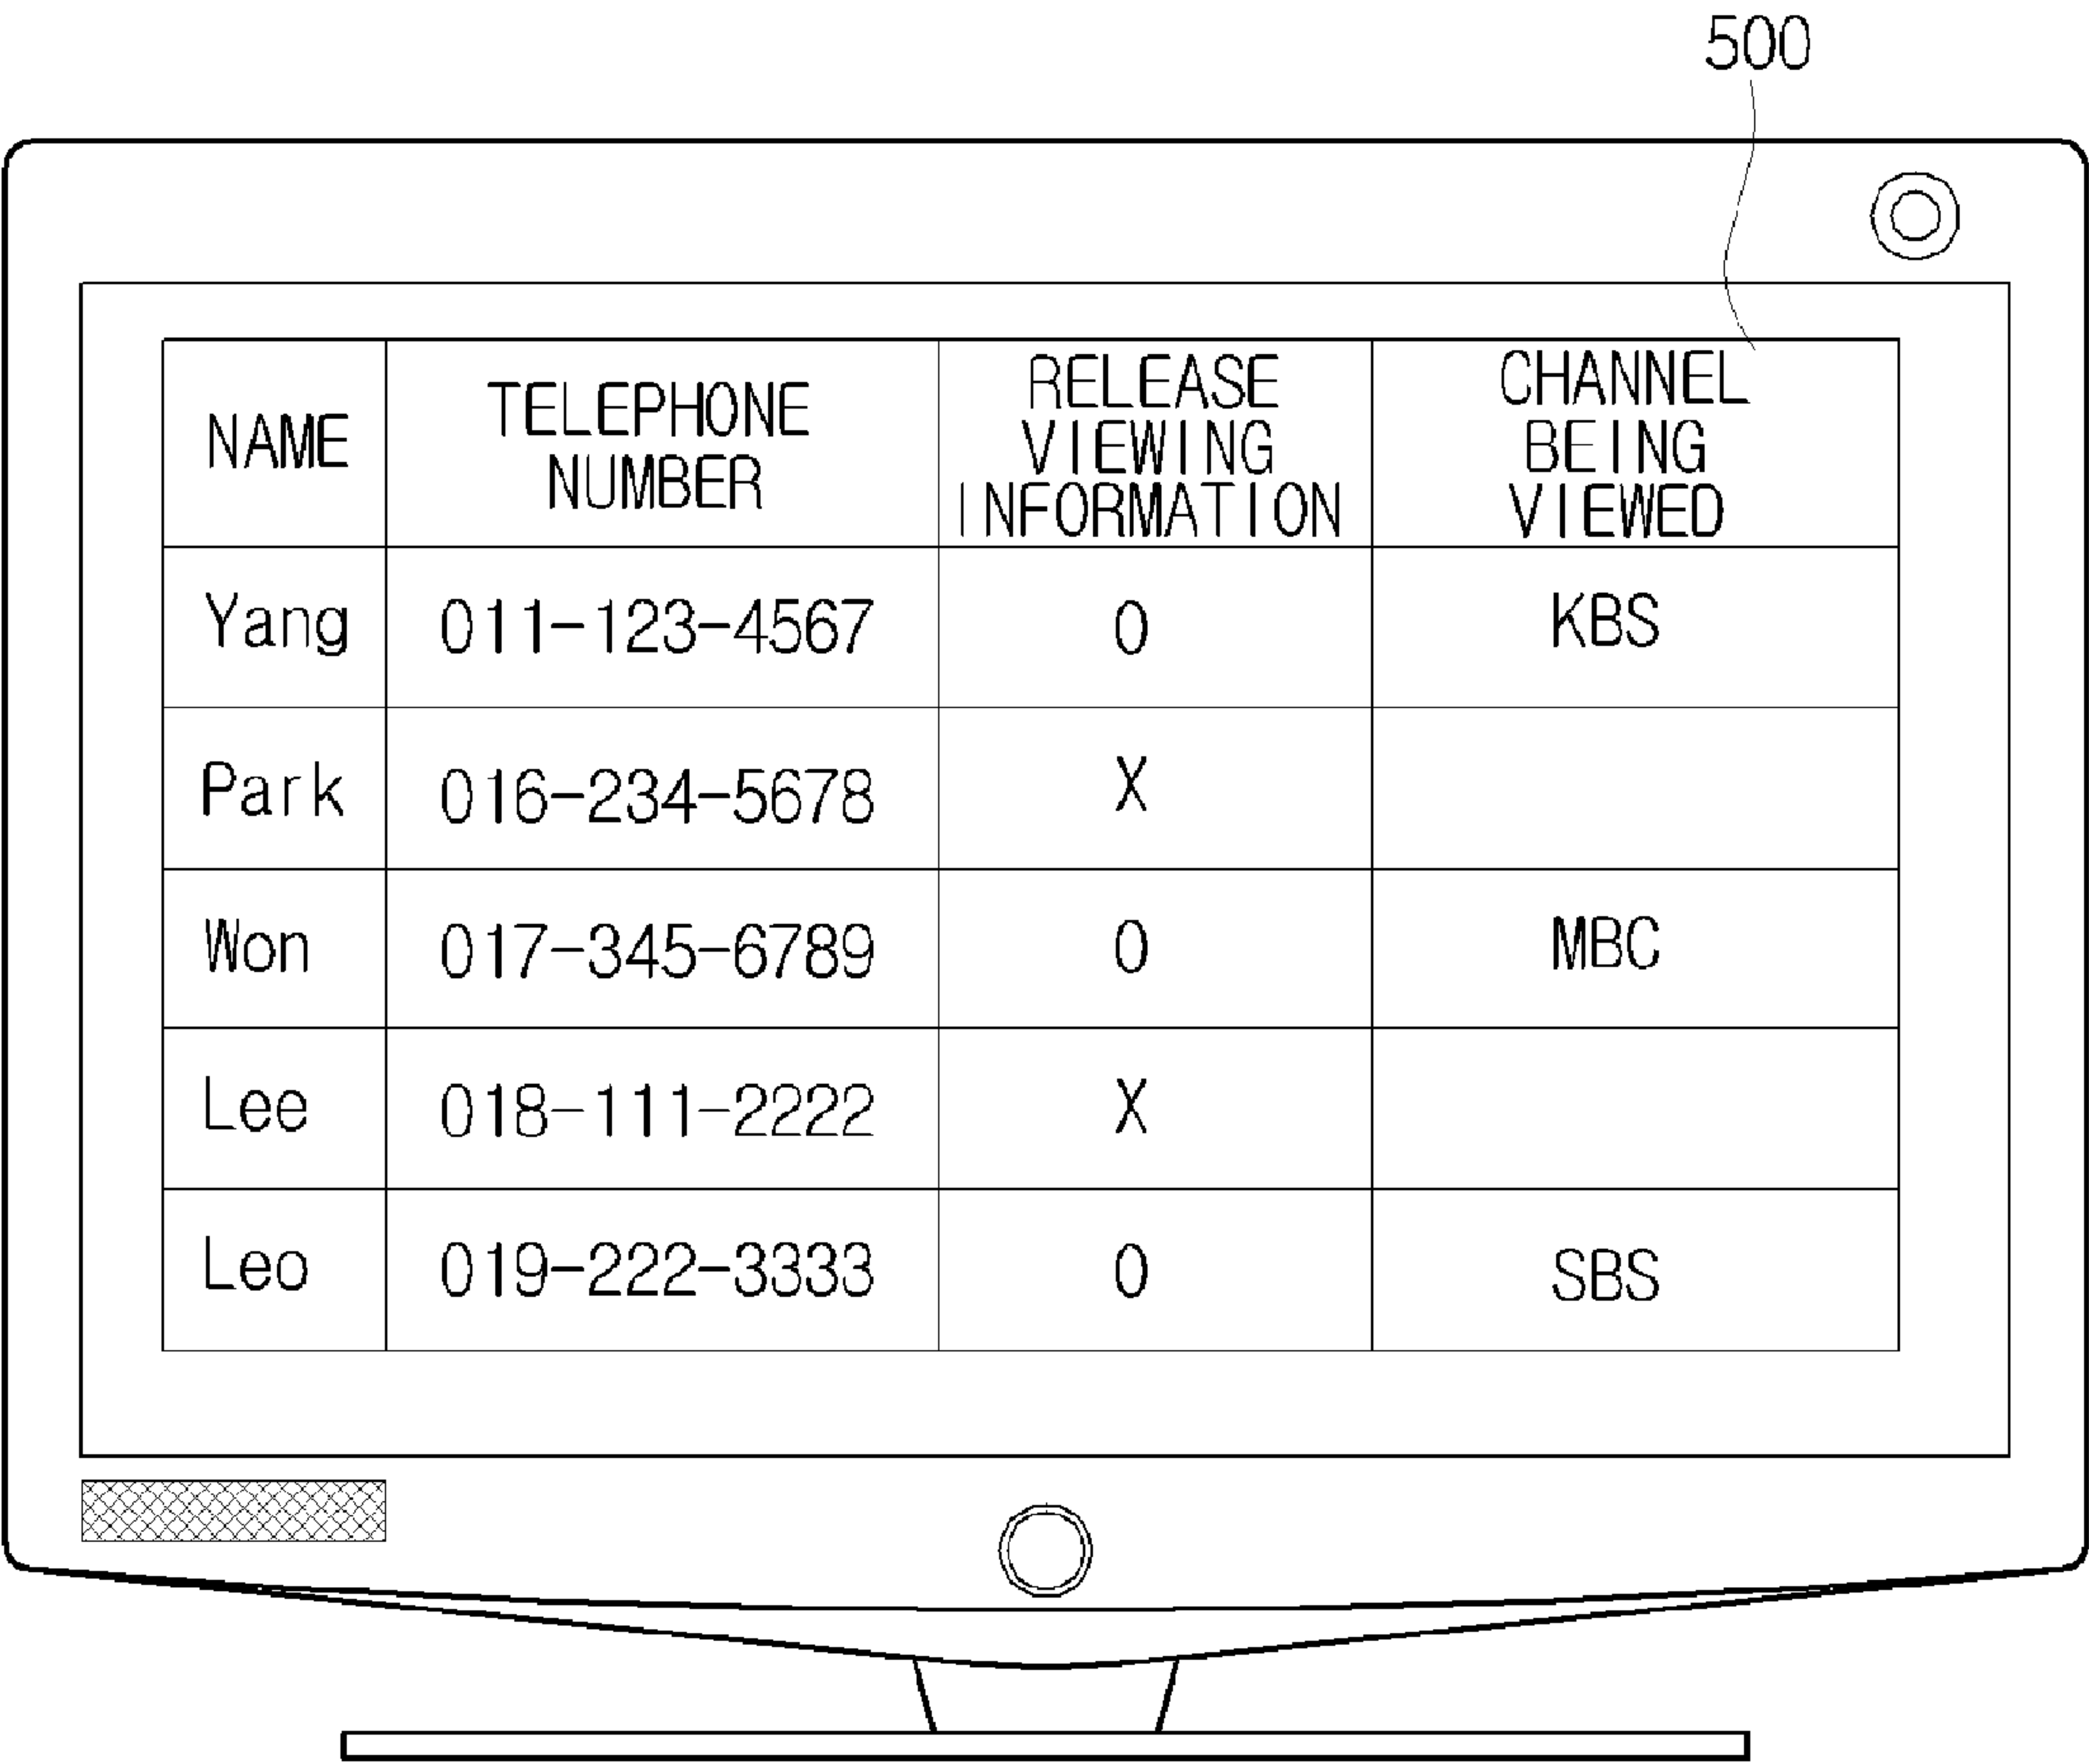 500
NAME
TELEPHONE
NUMBER
RELEASE
VIEWING
INFORMATION
CHANNEL
BEING
VIEWED
Yang 011-123-4567 O KBS
Park 016-234-5678 X
Won 017-345-6789 O MBC
Lee 018-111-2222 X
Leo 019-222-3333 O SBS